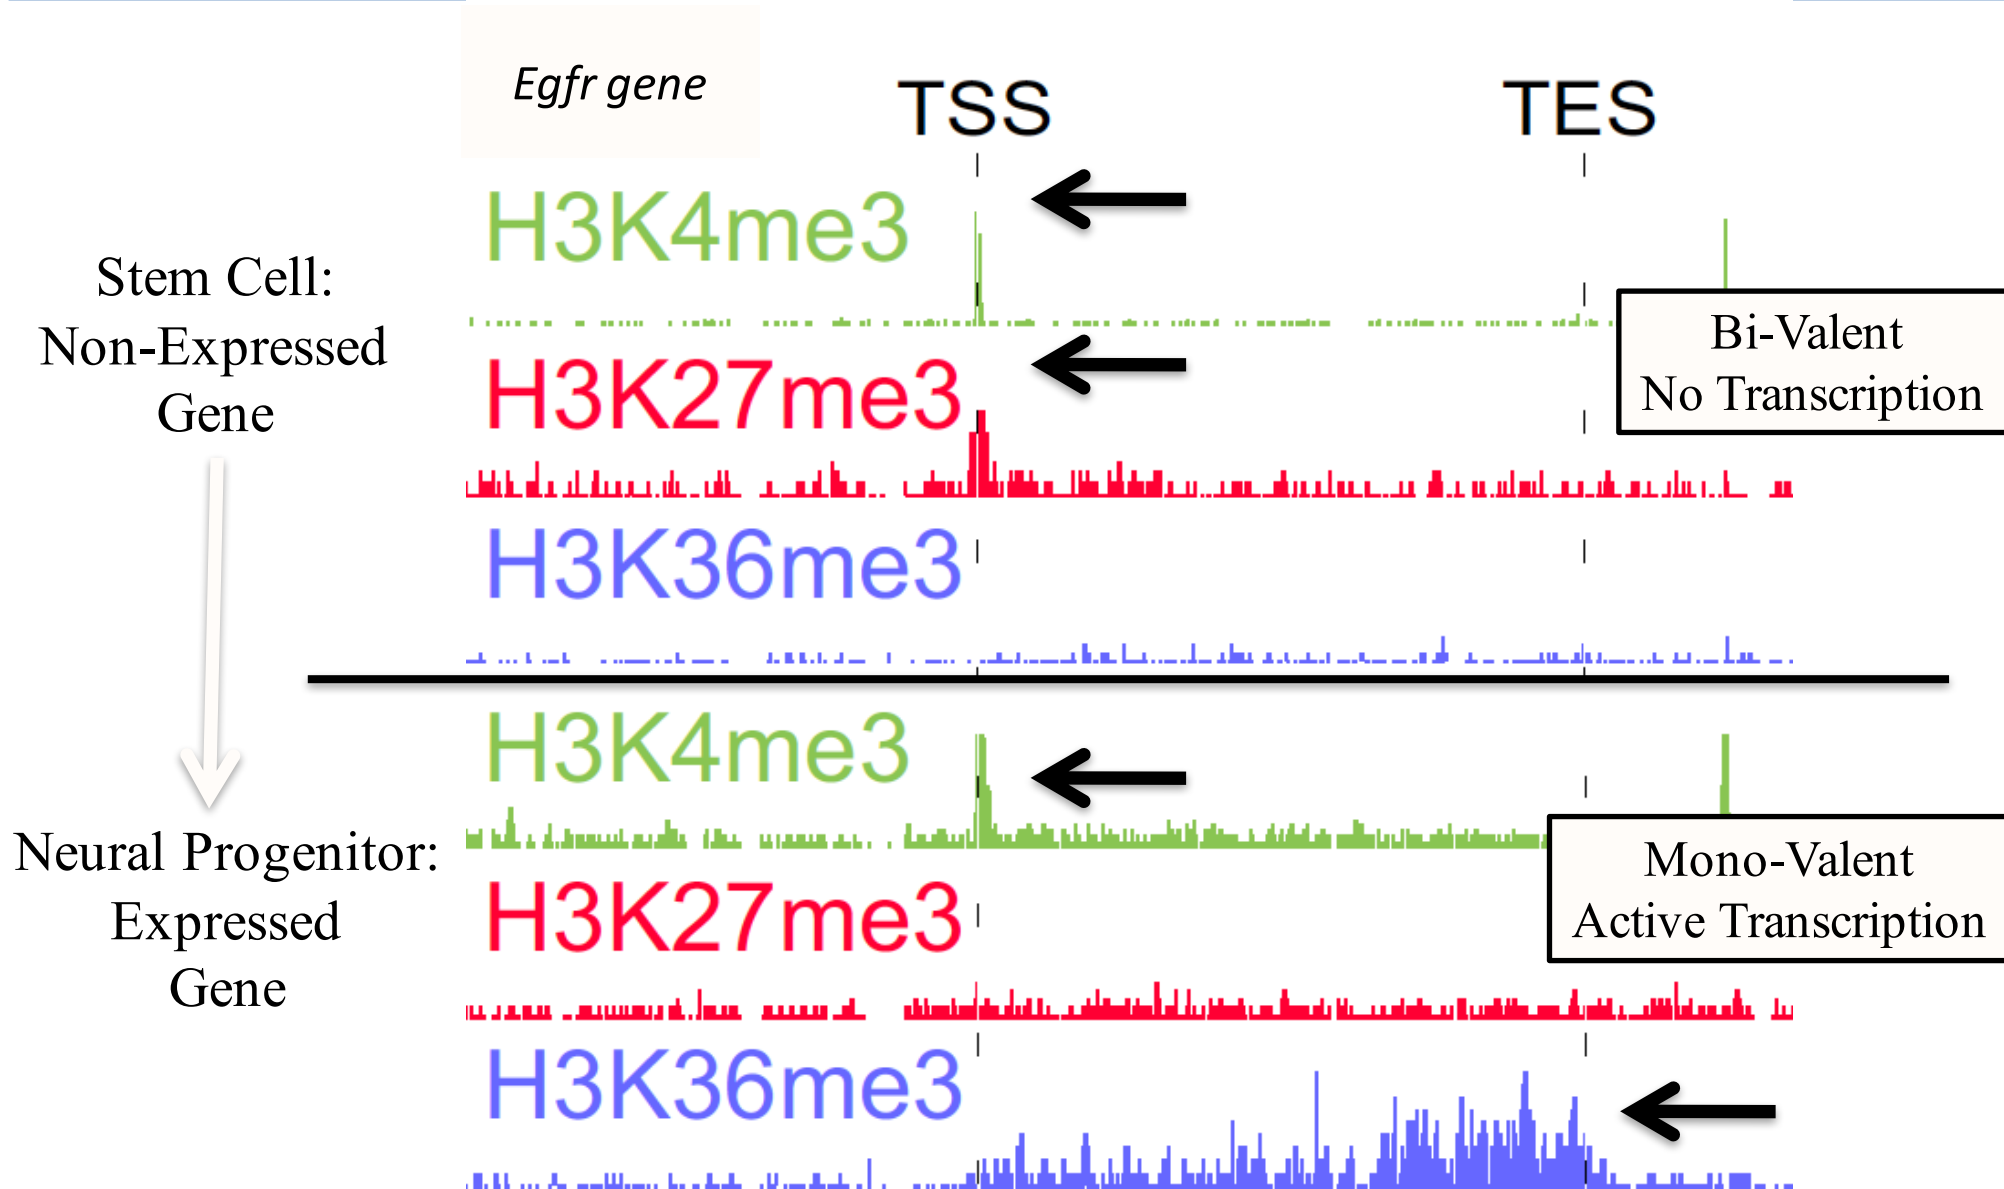 Egfr gene
TSS
TES
H3K4me3
Stem Cell:
Non-Expressed
Gene
Bi-Valent
No Transcription
H3K27me3
H3K36me3
H3K4me3
Neural Progenitor:
Expressed
Gene
Mono-Valent
Active Transcription
H3K27me3
H3K36me3